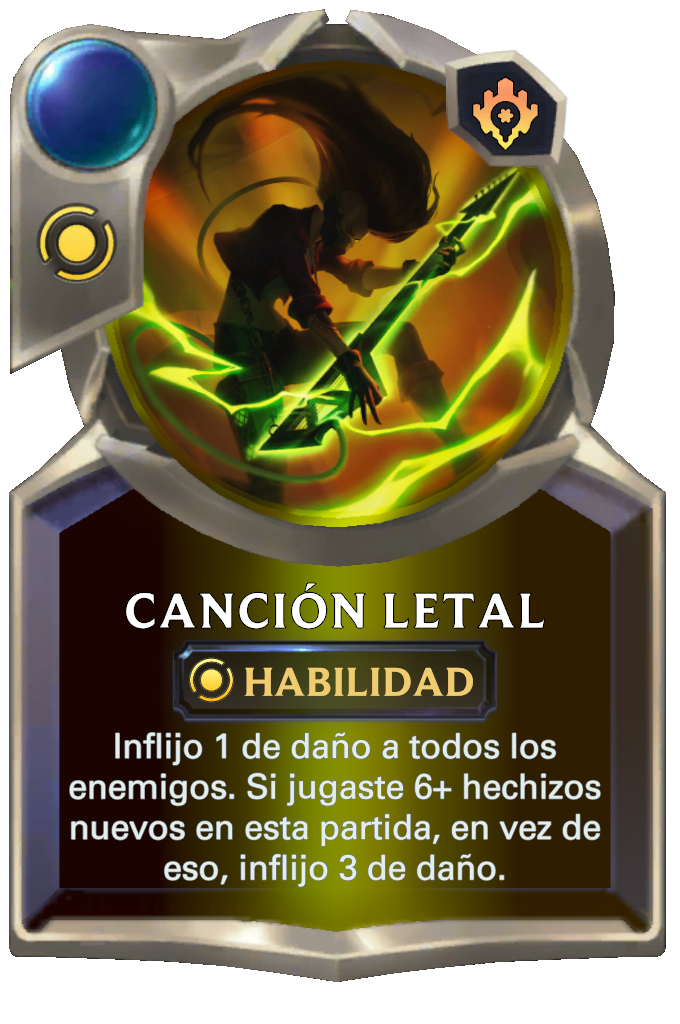 CANCIÓN LETAL
HABILIDAD
Inflijo 1 de daño a todos los
enemigos. Si jugaste 6+ hechizos
nuevos en esta partida, en vez de
eso, inflijo 3 de daño.